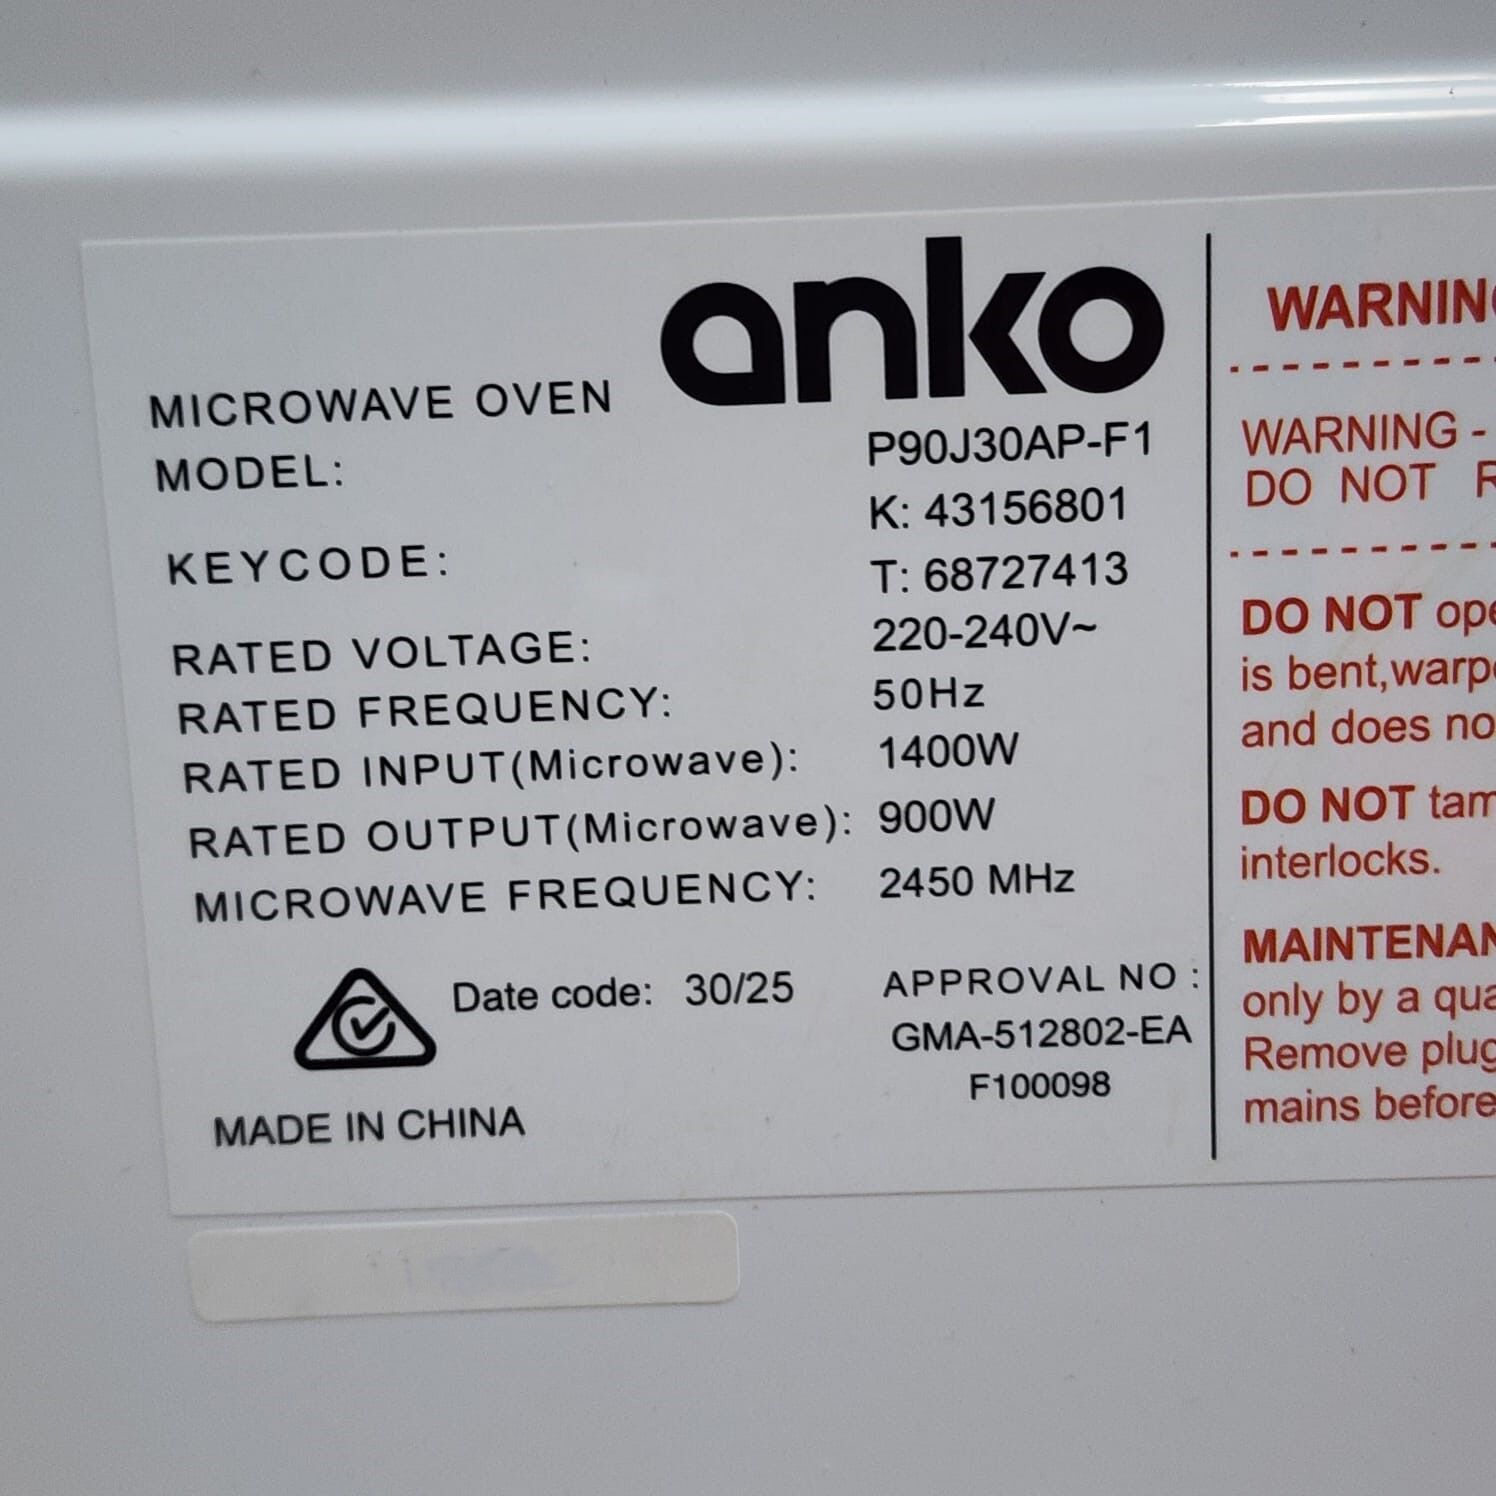 anko
MICROWAVE OVEN
MODEL: P90J30AP-F1
K: 43156801
KEYCODE:
T: 68727413
RATED VOLTAGE: 220-240V~
RATED FREQUENCY: 50Hz
RATED INPUT(Microwave): 1400W
RATED OUTPUT(Microwave): 900W
MICROWAVE FREQUENCY: 2450 MHz
Date code: 30/25
APPROVAL NO :
GMA-512802-EA
F100098
MADE IN CHINA
WARNING -
DO NOT
DO NOT
is bent,
and does
DO NOT
interlocks.
only by a
Remove
mains before